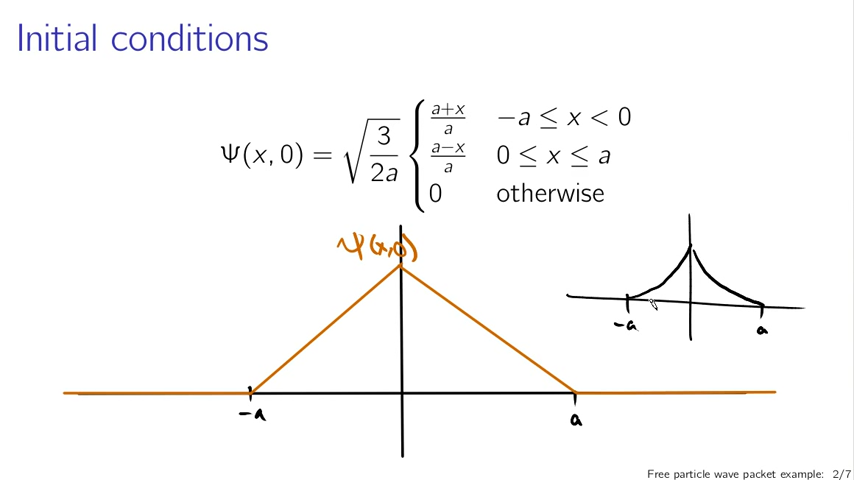 Initial conditions
Ψ(x, 0) = √(3/2a) { (a+x)/a −a ≤ x < 0
(a−x)/a 0 ≤ x ≤ a
0 otherwise
ψ(x,0)
-a a
-a a
Free particle wave packet example: 2/7